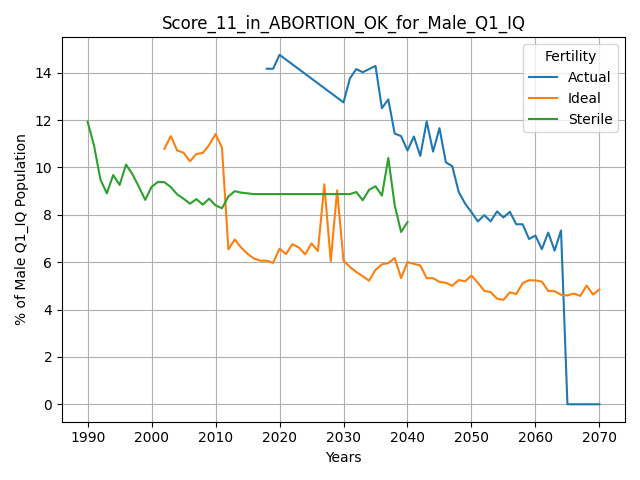 Score_11_in_ABORTION_OK_for_Male_Q1_IQ
% of Male Q1_IQ Population
14
12
10
8
6
4
2
0
Fertility
Actual
Ideal
Sterile
1990 2000 2010 2020 2030 2040 2050 2060 2070
Years